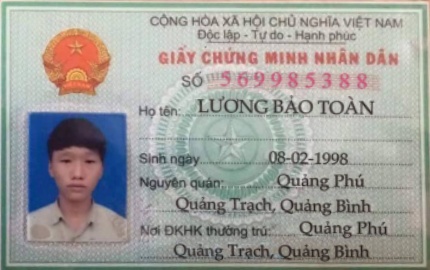 CỘNG HÒA XÃ HỘI CHỦ NGHĨA VIỆT NAM
Độc lập - Tự do - Hạnh phúc
GIẤY CHỨNG MINH NHÂN DÂN
SỐ 569985388
Họ tên: LƯƠNG BẢO TOÀN
Sinh ngày 08-02-1998
Nguyên quán: Quảng Phú
Quảng Trạch, Quảng Bình
Nơi ĐKHK thường trú: Quảng Phú
Quảng Trạch, Quảng Bình